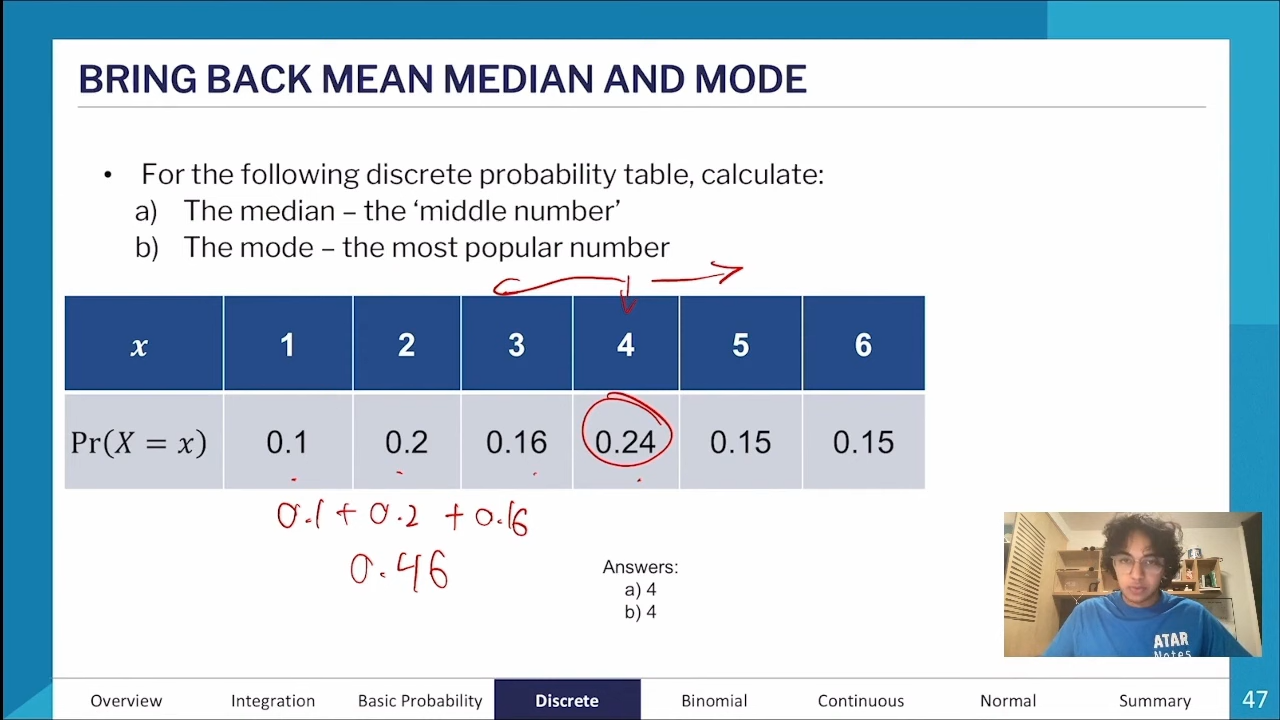 BRING BACK MEAN MEDIAN AND MODE
• For the following discrete probability table, calculate:
a) The median – the ‘middle number’
b) The mode – the most popular number
x 1 2 3 4 5 6
Pr(X = x) 0.1 0.2 0.16 0.24 0.15 0.15
0.1 + 0.2 + 0.16
0.46
Answers:
a) 4
b) 4
ATAR
Notes
Overview Integration Basic Probability Discrete Binomial Continuous Normal Summary 47